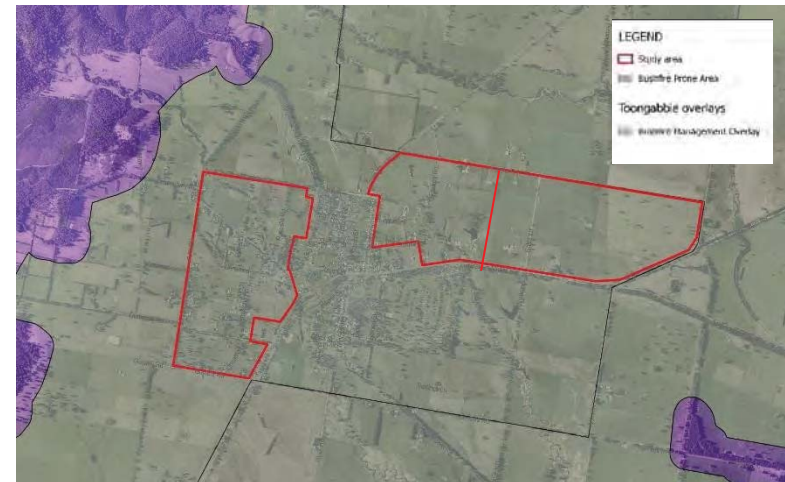 LEGEND
Study area
Bushfire Prone Area
Toongabbie overlays
Bushfire Management Overlay